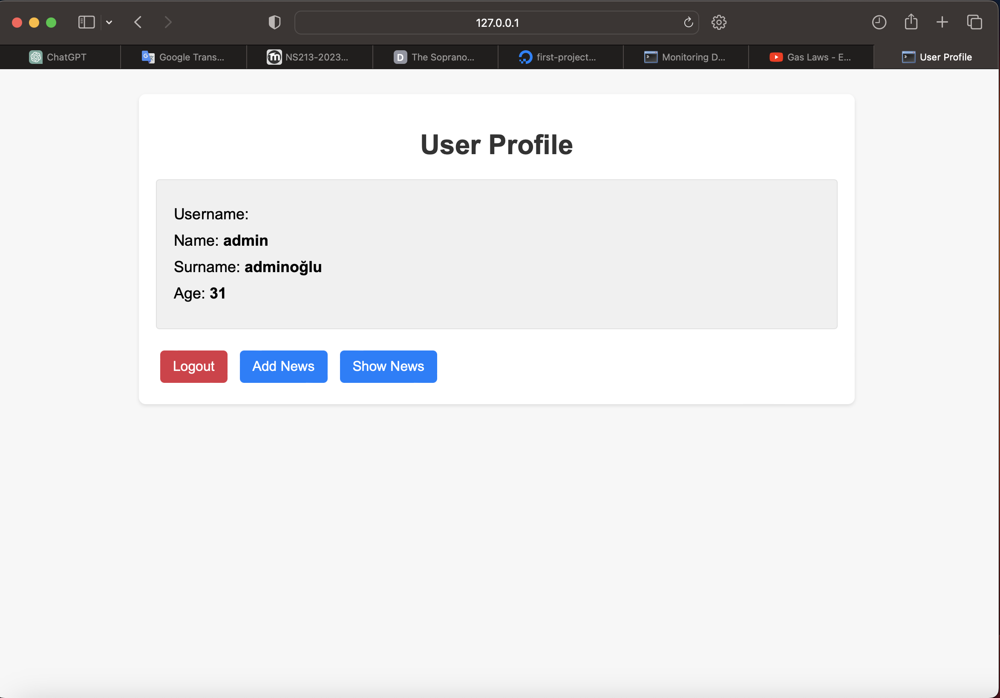 127.0.0.1
ChatGPT
Google Trans...
NS213-2023...
D The Soprano...
first-project...
Monitoring D...
Gas Laws - E...
User Profile
User Profile
Username:
Name: admin
Surname: adminoğlu
Age: 31
Logout
Add News
Show News